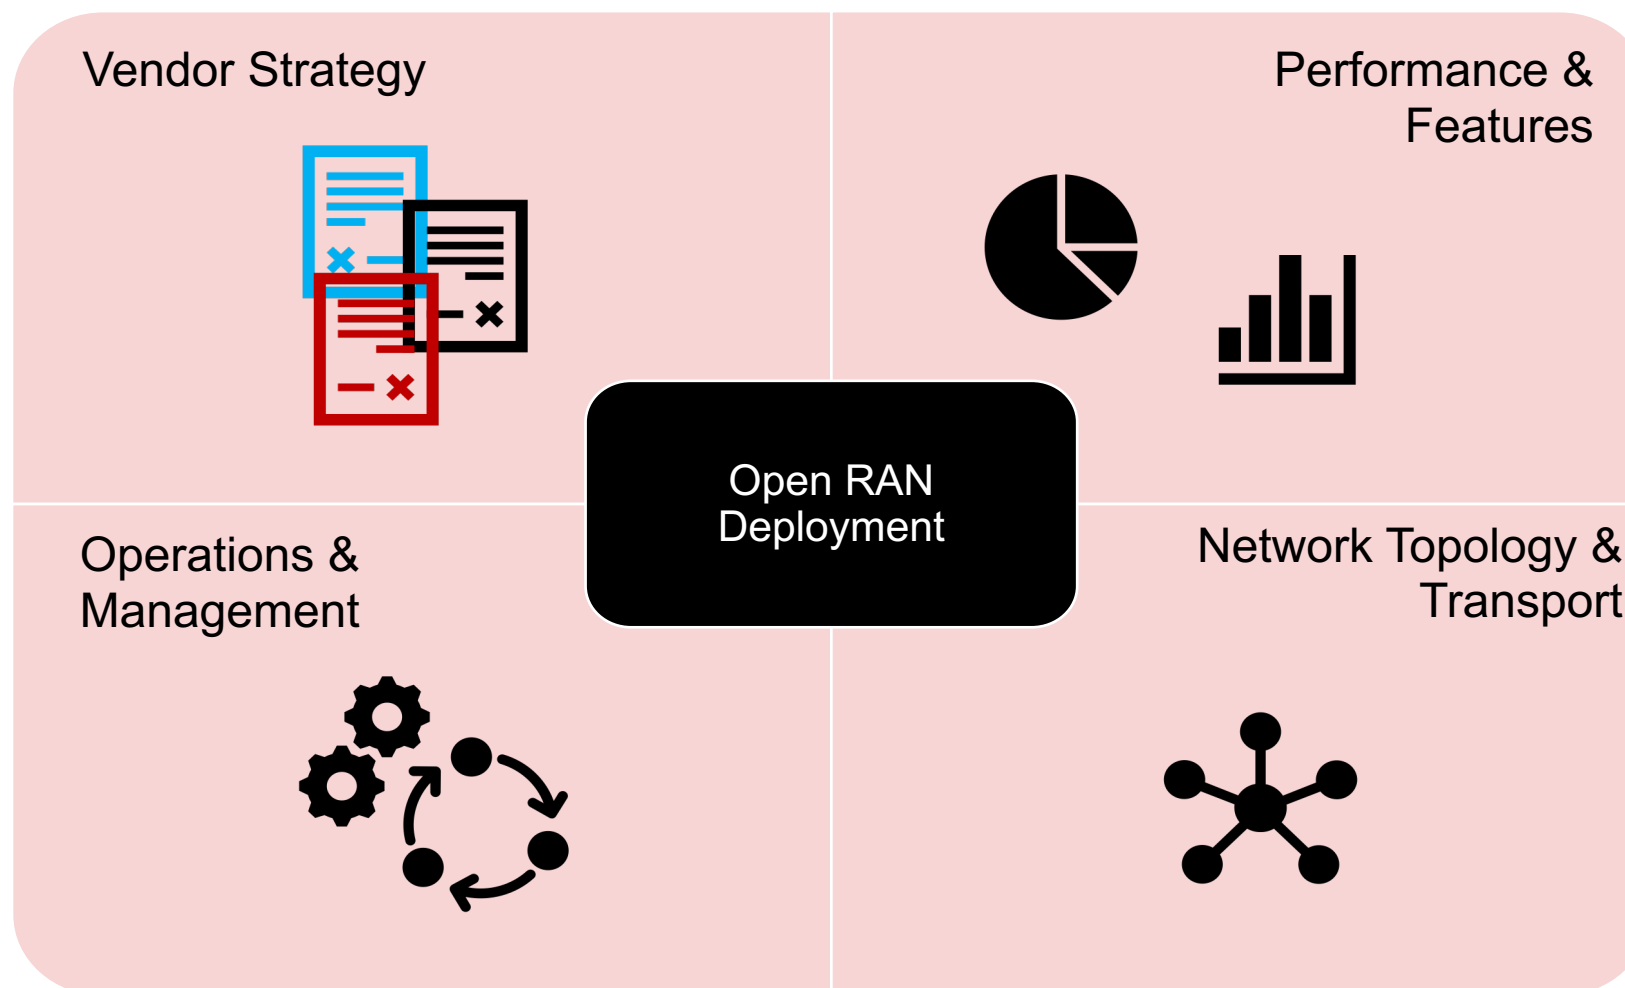 Vendor Strategy
Performance &
Features
Open RAN
Deployment
Operations &
Management
Network Topology &
Transport